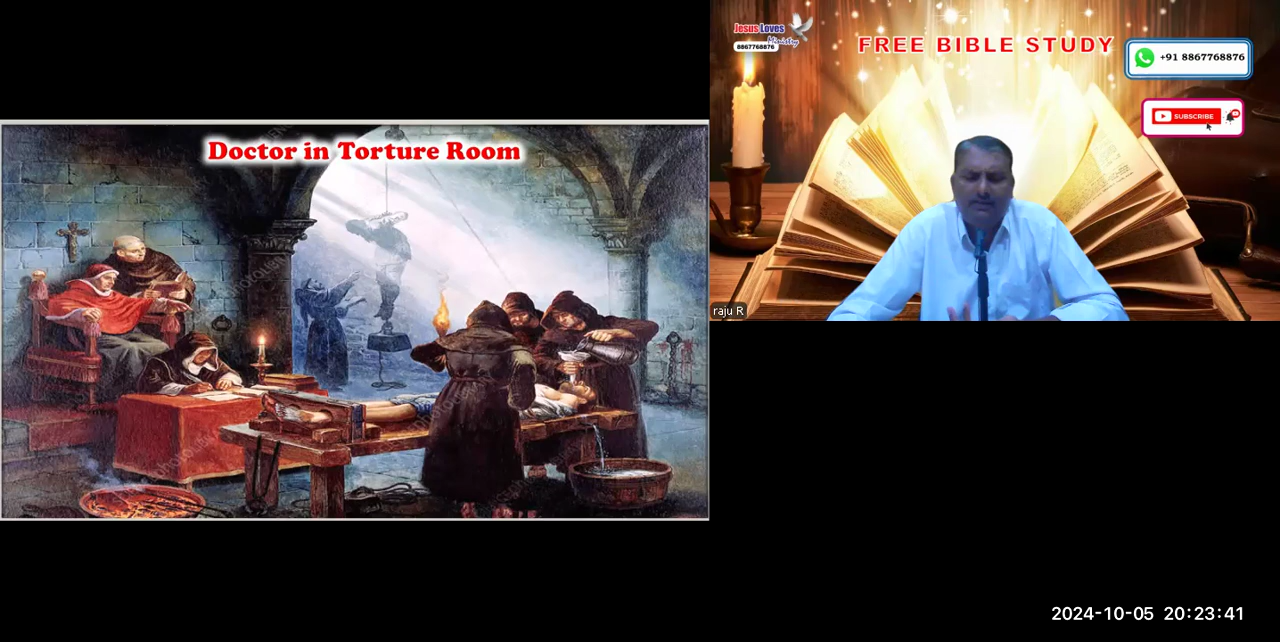 Doctor in Torture Room
Jesus Loves
Ministry
8867768876
FREE BIBLE STUDY
+91 8867768876
SUBSCRIBE
raju R
2024-10-05 20:23:41